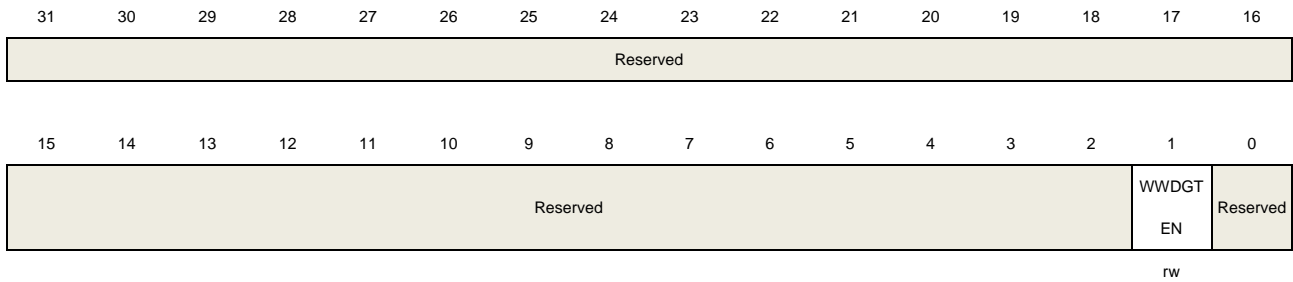 31 30 29 28 27 26 25 24 23 22 21 20 19 18 17 16
Reserved
15 14 13 12 11 10 9 8 7 6 5 4 3 2 1 0
Reserved WWDGT EN Reserved
rw